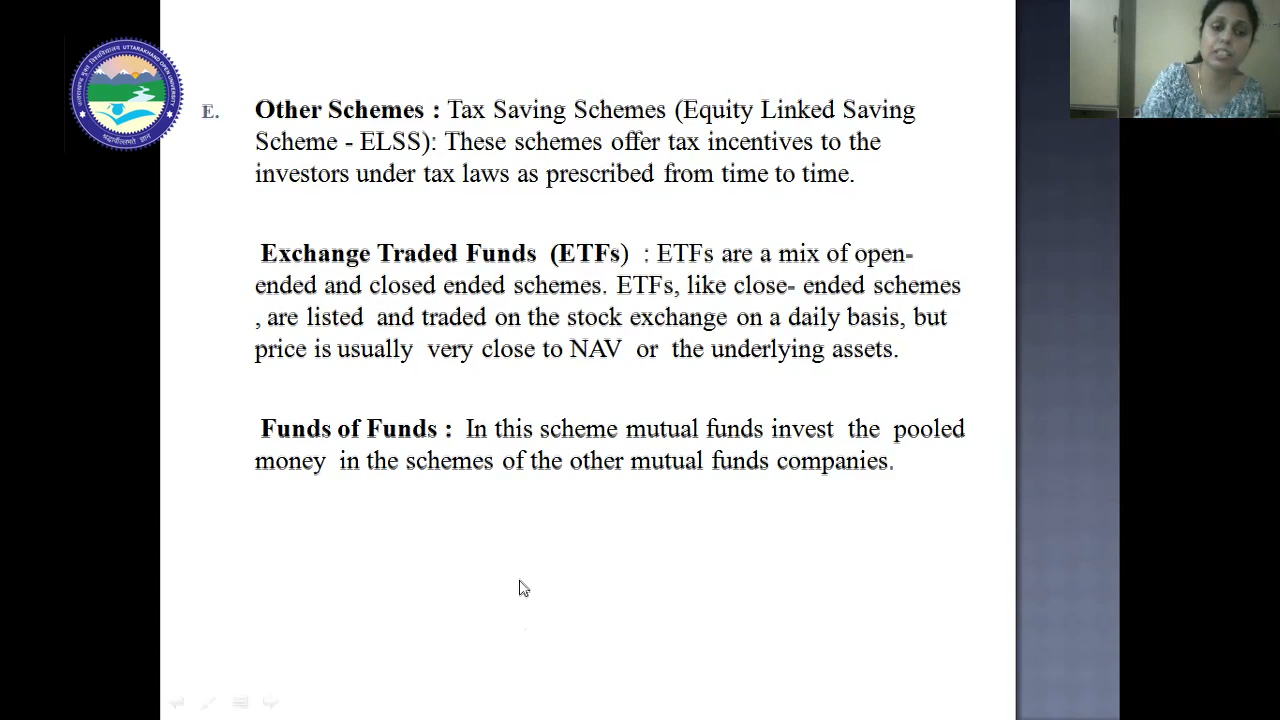 UTTARAKHAND OPEN UNIVERSITY
E. Other Schemes : Tax Saving Schemes (Equity Linked Saving
Scheme - ELSS): These schemes offer tax incentives to the
investors under tax laws as prescribed from time to time.
Exchange Traded Funds (ETFs) : ETFs are a mix of open-
ended and closed ended schemes. ETFs, like close- ended schemes
, are listed and traded on the stock exchange on a daily basis, but
price is usually very close to NAV or the underlying assets.
Funds of Funds : In this scheme mutual funds invest the pooled
money in the schemes of the other mutual funds companies.